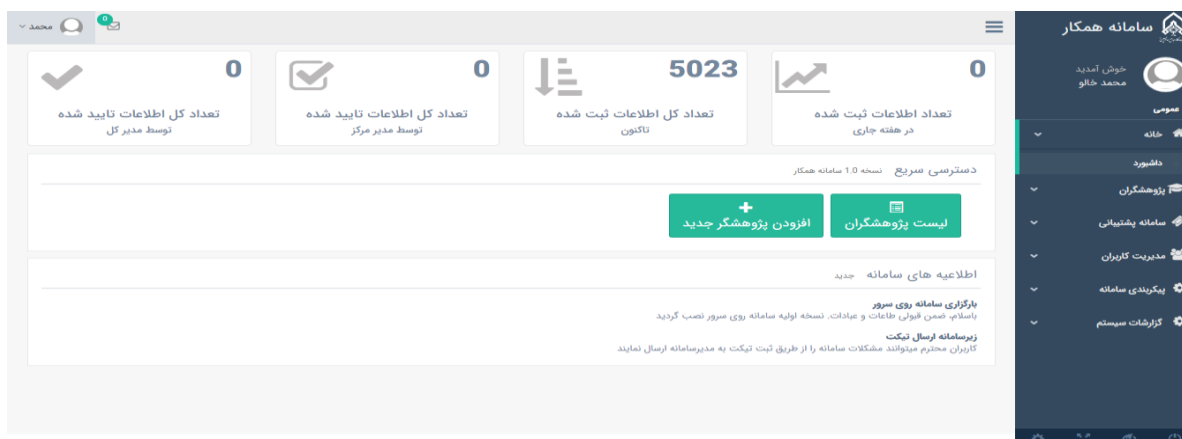 سامانه همکار
خوش آمدید
محمد خالو
عمومی
خانه
داشبورد
پژوهشگران
سامانه پشتیبانی
مدیریت کاربران
پیکربندی سامانه
گزارشات سیستم
0
محمد
0
تعداد اطلاعات ثبت شده
در هفته جاری
5023
تعداد کل اطلاعات ثبت شده
تاکنون
0
تعداد کل اطلاعات تایید شده
توسط مدیر مرکز
0
تعداد کل اطلاعات تایید شده
توسط مدیر کل
دسترسی سریع نسخه 1.0 سامانه همکار
لیست پژوهشگران
افزودن پژوهشگر جدید
اطلاعیه های سامانه جدید
بارگزاری سامانه روی سرور
باسلام، ضمن قبولی طاعات و عبادات. نسخه اولیه سامانه روی سرور نصب گردید
زیرسامانه ارسال تیکت
کاربران محترم میتوانند مشکلات سامانه را از طریق ثبت تیکت به مدیرسامانه ارسال نمایند